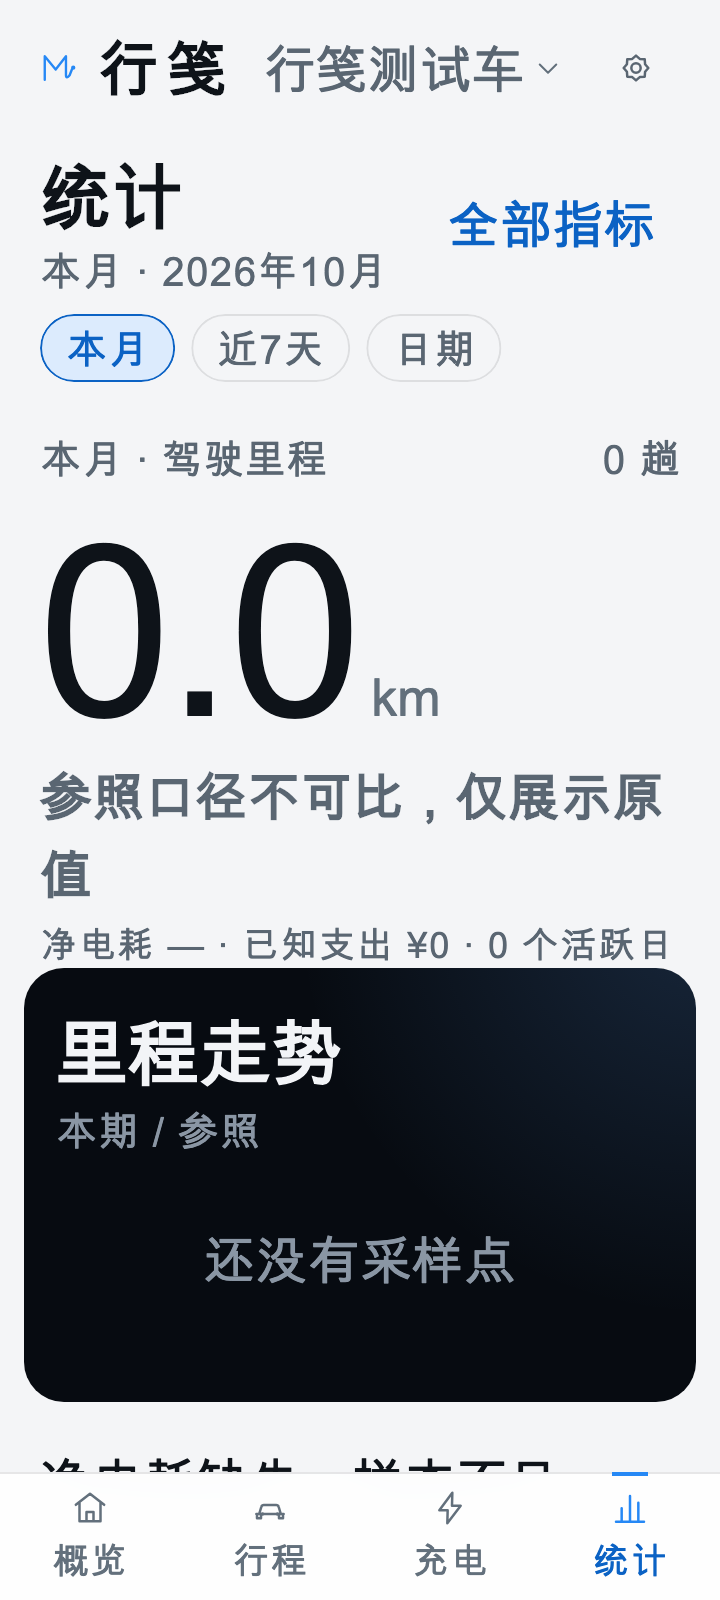 行笺 行笺测试车
统计
全部指标
本月 · 2026年10月
本月 近7天 日期
本月 · 驾驶里程 0 趟
0.0 km
参照口径不可比，仅展示原
值
净电耗 — · 已知支出 ¥0 · 0 个活跃日
里程走势
本期 / 参照
还没有采样点
概览 行程 充电 统计